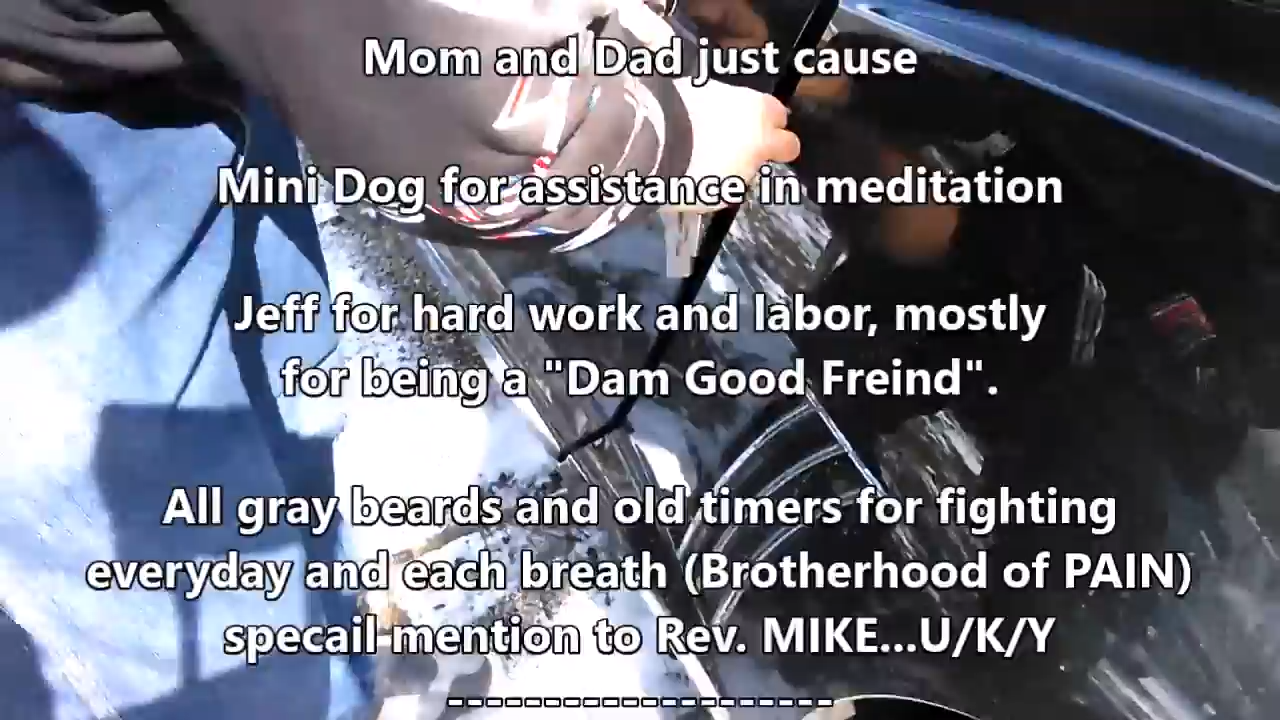 Mom and Dad just cause
Mini Dog for assistance in meditation
Jeff for hard work and labor, mostly
for being a "Dam Good Freind".
All gray beards and old timers for fighting
everyday and each breath (Brotherhood of PAIN)
specail mention to Rev. MIKE...U/K/Y
--------------------